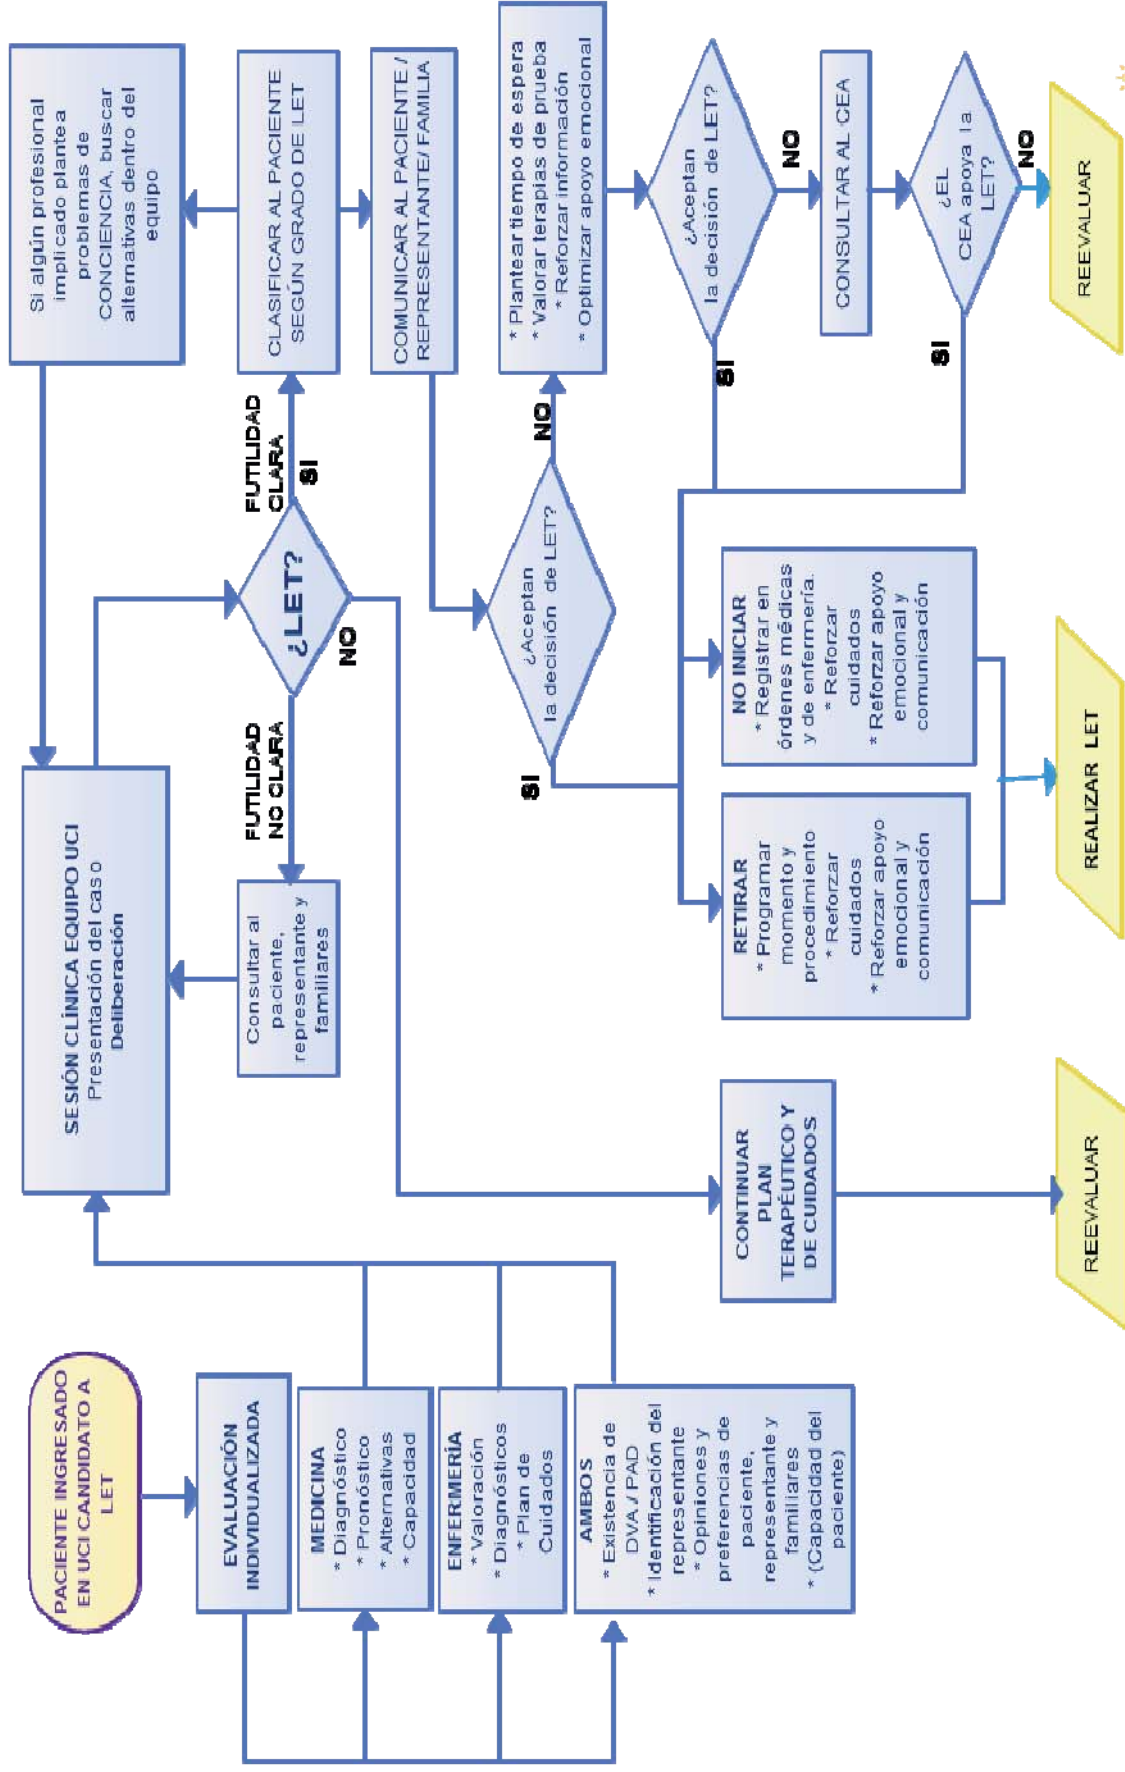 PACIENTE INGRESADO
EN UCI CANDIDATO A
LET
EVALUACIÓN
INDIVIDUALIZADA
MEDICINA
* Diagnóstico
* Pronóstico
* Alternativas
* Capacidad
ENFERMERÍA
* Valoración
* Diagnósticos
* Plan de
Cuidados
AMBOS
* Existencia de
DVA / PAD
* Identificación del
representante
* Opiniones y
preferencias de
paciente,
representante y
familiares
* (Capacidad del
paciente)
SESIÓN CLÍNICA EQUIPO UCI
Presentación del caso
Deliberación
Consultar al
paciente,
representante y
familiares
FUTILIDAD
NO CLARA
¿LET?
NO
FUTILIDAD
CLARA
SI
Si algún profesional
implicado plantea
problemas de
CONCIENCIA, buscar
alternativas dentro del
equipo
CLASIFICAR AL PACIENTE
SEGÚN GRADO DE LET
COMUNICAR AL PACIENTE /
REPRESENTANTE/ FAMILIA
¿Aceptan
la decisión de LET?
SI
NO
* Plantear tiempo de espera
* Valorar terapias de prueba
* Reforzar información
* Optimizar apoyo emocional
¿Aceptan
la decisión de LET?
SI
NO
CONSULTAR AL CEA
¿EL
CEA apoya la
LET?
SI
NO
REEVALUAR
CONTINUAR
PLAN
TERAPÉUTICO Y
DE CUIDADOS
REEVALUAR
RETIRAR
* Programar
momento y
procedimiento
* Reforzar
cuidados
* Reforzar apoyo
emocional y
comunicación
NO INICIAR
* Registrar en
órdenes médicas
y de enfermería.
* Reforzar
cuidados
* Reforzar apoyo
emocional y
comunicación
REALIZAR LET